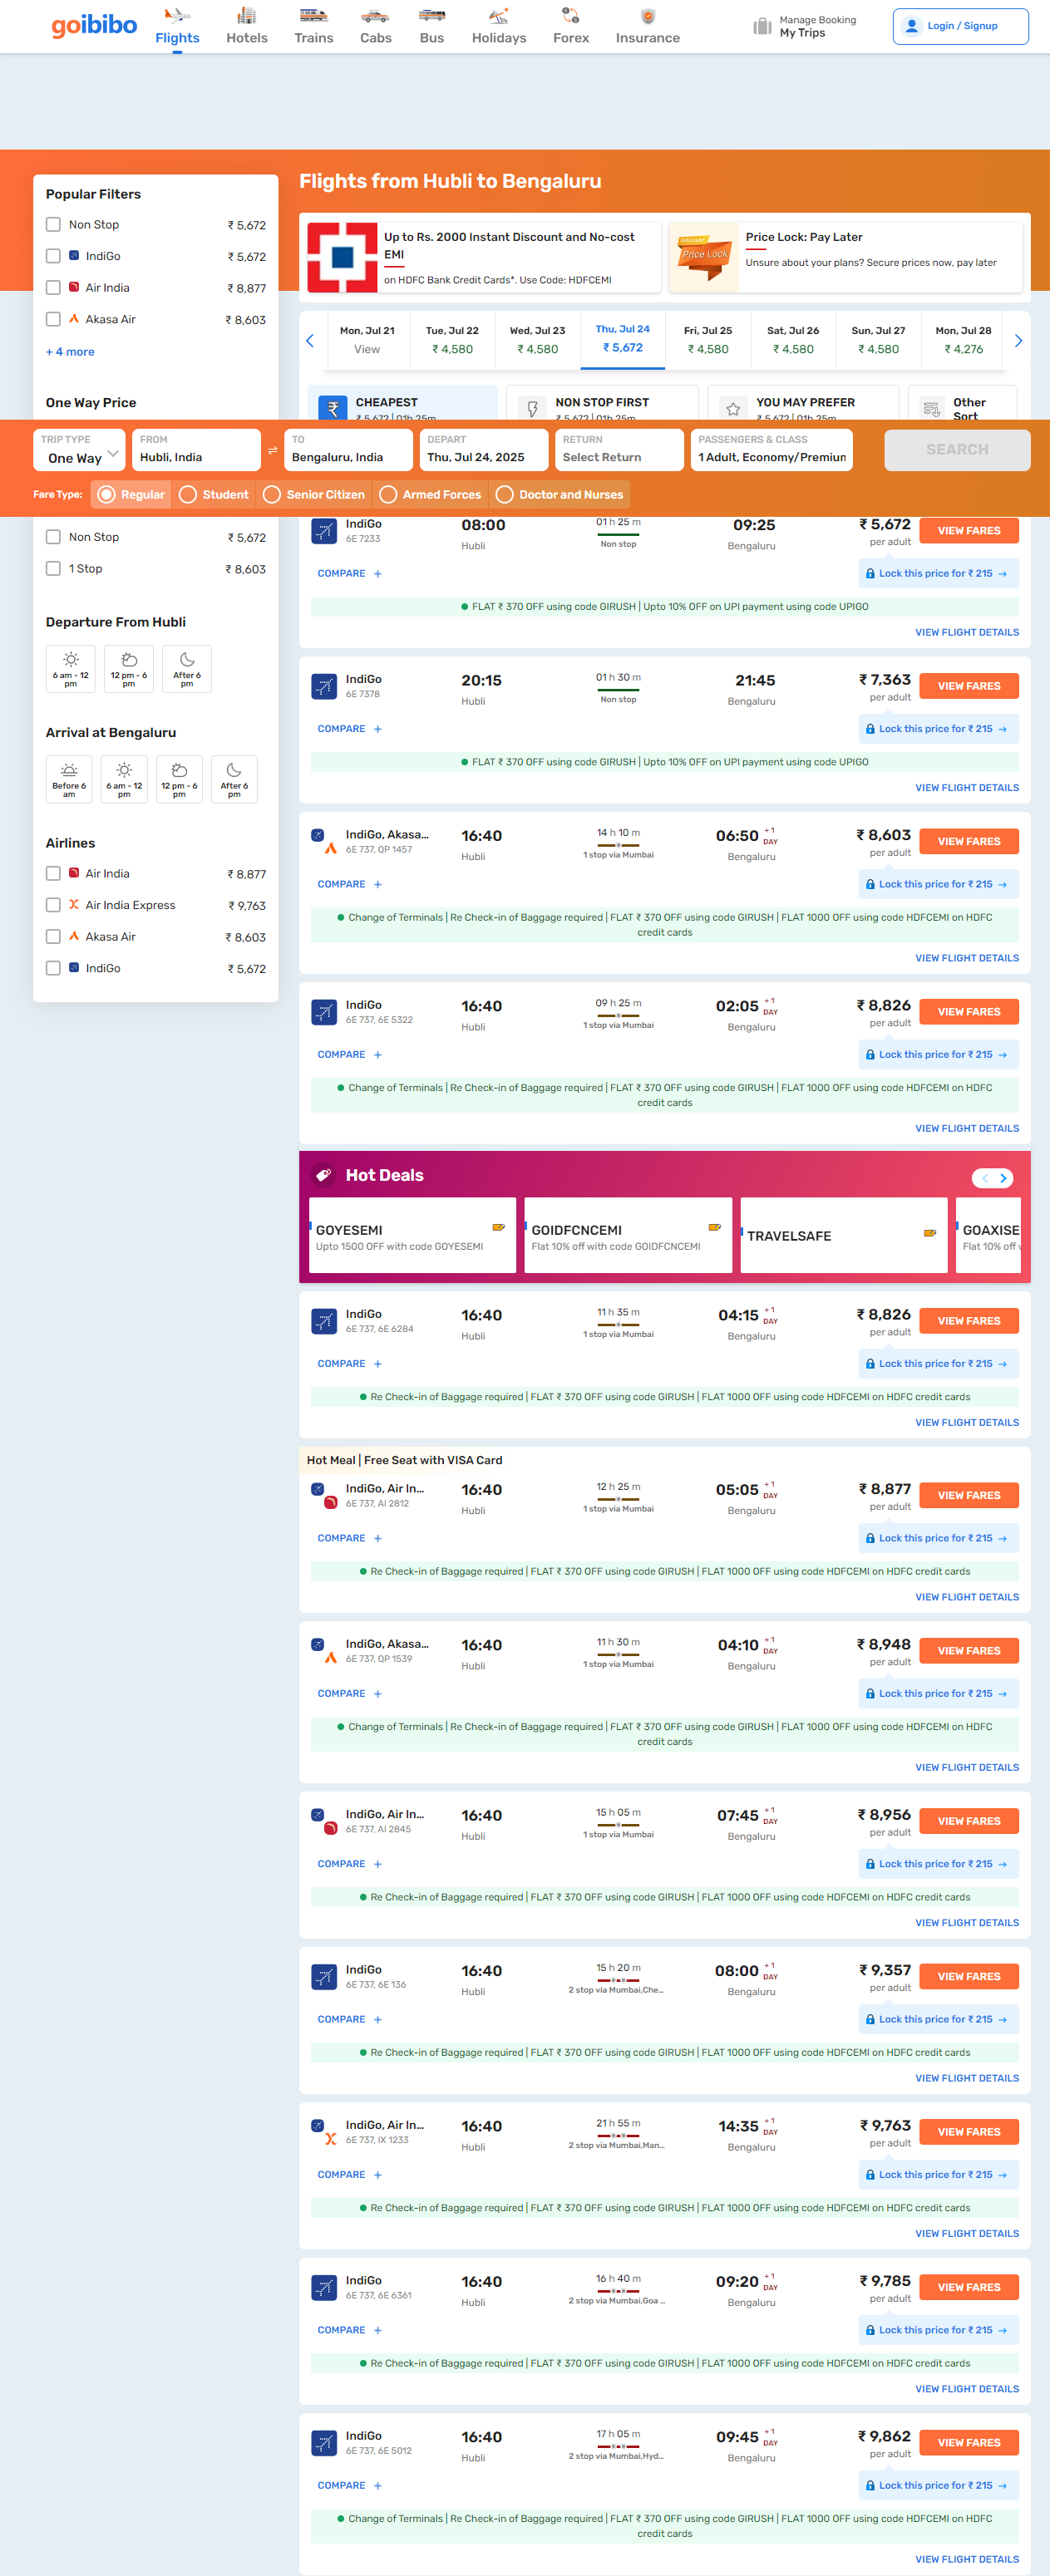 goibibo
Flights
Hotels
Trains
Cabs
Bus
Holidays
Forex
Insurance
Manage Booking
My Trips
Login / Signup
Popular Filters
Non Stop ₹ 5,672
IndiGo ₹ 5,672
Air India ₹ 8,877
Akasa Air ₹ 8,603
+ 4 more
One Way Price
Flights from Hubli to Bengaluru
Up to Rs. 2000 Instant Discount and No-cost
EMI
on HDFC Bank Credit Cards*. Use Code: HDFCEMI
Price Lock
Price Lock: Pay Later
Unsure about your plans? Secure prices now, pay later
Mon, Jul 21
View
Tue, Jul 22
₹ 4,580
Wed, Jul 23
₹ 4,580
Thu, Jul 24
₹ 5,672
Fri, Jul 25
₹ 4,580
Sat, Jul 26
₹ 4,580
Sun, Jul 27
₹ 4,580
Mon, Jul 28
₹ 4,276
CHEAPEST
₹ 5,672 | 01h 25m
NON STOP FIRST
₹ 5,672 | 01h 25m
YOU MAY PREFER
₹ 5,672 | 01h 25m
Other
Sort
TRIP TYPE
One Way
FROM
Hubli, India
TO
Bengaluru, India
DEPART
Thu, Jul 24, 2025
RETURN
Select Return
PASSENGERS & CLASS
1 Adult, Economy/Premiun
SEARCH
Fare Type:
Regular
Student
Senior Citizen
Armed Forces
Doctor and Nurses
Non Stop ₹ 5,672
1 Stop ₹ 8,603
Departure From Hubli
6 am - 12
pm
12 pm - 6
pm
After 6
pm
Arrival at Bengaluru
Before 6
am
6 am - 12
pm
12 pm - 6
pm
After 6
pm
Airlines
Air India ₹ 8,877
Air India Express ₹ 9,763
Akasa Air ₹ 8,603
IndiGo ₹ 5,672
IndiGo 08:00 01 h 25 m 09:25 ₹ 5,672 VIEW FARES
6E 7233 Hubli Non stop Bengaluru per adult
COMPARE + Lock this price for ₹ 215 →
FLAT ₹ 370 OFF using code GIRUSH | Upto 10% OFF on UPI payment using code UPIGO
VIEW FLIGHT DETAILS
IndiGo 20:15 01 h 30 m 21:45 ₹ 7,363 VIEW FARES
6E 7378 Hubli Non stop Bengaluru per adult
COMPARE + Lock this price for ₹ 215 →
FLAT ₹ 370 OFF using code GIRUSH | Upto 10% OFF on UPI payment using code UPIGO
VIEW FLIGHT DETAILS
IndiGo, Akasa... 16:40 14 h 10 m 06:50 +1 DAY ₹ 8,603 VIEW FARES
6E 737, QP 1457 Hubli 1 stop via Mumbai Bengaluru per adult
COMPARE + Lock this price for ₹ 215 →
Change of Terminals | Re Check-in of Baggage required | FLAT ₹ 370 OFF using code GIRUSH | FLAT 1000 OFF using code HDFCEMI on HDFC
credit cards
VIEW FLIGHT DETAILS
IndiGo 16:40 09 h 25 m 02:05 +1 DAY ₹ 8,826 VIEW FARES
6E 737, 6E 5322 Hubli 1 stop via Mumbai Bengaluru per adult
COMPARE + Lock this price for ₹ 215 →
Change of Terminals | Re Check-in of Baggage required | FLAT ₹ 370 OFF using code GIRUSH | FLAT 1000 OFF using code HDFCEMI on HDFC
credit cards
VIEW FLIGHT DETAILS
Hot Deals
GOYESEMI
Upto 1500 OFF with code GOYESEMI
GOIDFCNCEMI
Flat 10% off with code GOIDFCNCEMI
TRAVELSAFE
GOAXISE
Flat 10% off
IndiGo 16:40 11 h 35 m 04:15 +1 DAY ₹ 8,826 VIEW FARES
6E 737, 6E 6284 Hubli 1 stop via Mumbai Bengaluru per adult
COMPARE + Lock this price for ₹ 215 →
Re Check-in of Baggage required | FLAT ₹ 370 OFF using code GIRUSH | FLAT 1000 OFF using code HDFCEMI on HDFC credit cards
VIEW FLIGHT DETAILS
Hot Meal | Free Seat with VISA Card
IndiGo, Air In... 16:40 12 h 25 m 05:05 +1 DAY ₹ 8,877 VIEW FARES
6E 737, AI 2812 Hubli 1 stop via Mumbai Bengaluru per adult
COMPARE + Lock this price for ₹ 215 →
Re Check-in of Baggage required | FLAT ₹ 370 OFF using code GIRUSH | FLAT 1000 OFF using code HDFCEMI on HDFC credit cards
VIEW FLIGHT DETAILS
IndiGo, Akasa... 16:40 11 h 30 m 04:10 +1 DAY ₹ 8,948 VIEW FARES
6E 737, QP 1539 Hubli 1 stop via Mumbai Bengaluru per adult
COMPARE + Lock this price for ₹ 215 →
Change of Terminals | Re Check-in of Baggage required | FLAT ₹ 370 OFF using code GIRUSH | FLAT 1000 OFF using code HDFCEMI on HDFC
credit cards
VIEW FLIGHT DETAILS
IndiGo, Air In... 16:40 15 h 05 m 07:45 +1 DAY ₹ 8,956 VIEW FARES
6E 737, AI 2845 Hubli 1 stop via Mumbai Bengaluru per adult
COMPARE + Lock this price for ₹ 215 →
Re Check-in of Baggage required | FLAT ₹ 370 OFF using code GIRUSH | FLAT 1000 OFF using code HDFCEMI on HDFC credit cards
VIEW FLIGHT DETAILS
IndiGo 16:40 15 h 20 m 08:00 +1 DAY ₹ 9,357 VIEW FARES
6E 737, 6E 136 Hubli 2 stop via Mumbai,Che... Bengaluru per adult
COMPARE + Lock this price for ₹ 215 →
Re Check-in of Baggage required | FLAT ₹ 370 OFF using code GIRUSH | FLAT 1000 OFF using code HDFCEMI on HDFC credit cards
VIEW FLIGHT DETAILS
IndiGo, Air In... 16:40 21 h 55 m 14:35 +1 DAY ₹ 9,763 VIEW FARES
6E 737, IX 1233 Hubli 2 stop via Mumbai,Man... Bengaluru per adult
COMPARE + Lock this price for ₹ 215 →
Re Check-in of Baggage required | FLAT ₹ 370 OFF using code GIRUSH | FLAT 1000 OFF using code HDFCEMI on HDFC credit cards
VIEW FLIGHT DETAILS
IndiGo 16:40 16 h 40 m 09:20 +1 DAY ₹ 9,785 VIEW FARES
6E 737, 6E 6361 Hubli 2 stop via Mumbai,Goa ... Bengaluru per adult
COMPARE + Lock this price for ₹ 215 →
Re Check-in of Baggage required | FLAT ₹ 370 OFF using code GIRUSH | FLAT 1000 OFF using code HDFCEMI on HDFC credit cards
VIEW FLIGHT DETAILS
IndiGo 16:40 17 h 05 m 09:45 +1 DAY ₹ 9,862 VIEW FARES
6E 737, 6E 5012 Hubli 2 stop via Mumbai,Hyd... Bengaluru per adult
COMPARE + Lock this price for ₹ 215 →
Change of Terminals | Re Check-in of Baggage required | FLAT ₹ 370 OFF using code GIRUSH | FLAT 1000 OFF using code HDFCEMI on HDFC
credit cards
VIEW FLIGHT DETAILS